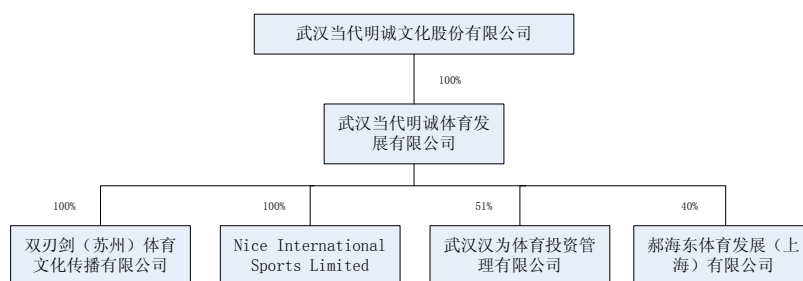 武汉当代明诚文化股份有限公司
100%
武汉当代明诚体育发
展有限公司
100%
100%
51%
40%
双刃剑（苏州）体育
文化传播有限公司
Nice International
Sports Limited
武汉汉为体育投资管
理有限公司
郝海东体育发展（上
海）有限公司